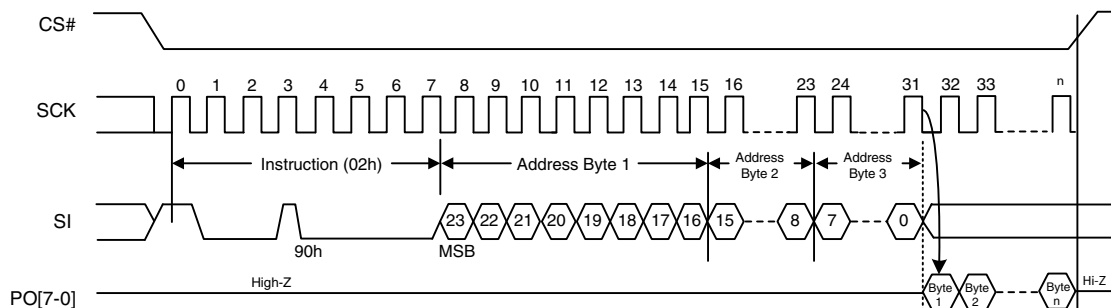 CS#
0 1 2 3 4 5 6 7 8 9 10 11 12 13 14 15 16 23 24 31 32 33 n
SCK
Instruction (02h) Address Byte 1 Address Byte 2 Address Byte 3
SI
23 22 21 20 19 18 17 16 15 8 7 0
90h MSB
High-Z Hi-Z
PO[7-0]
Byte 1 Byte 2 Byte n